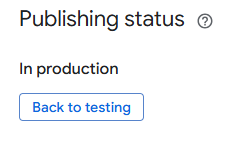 Publishing status
In production
Back to testing